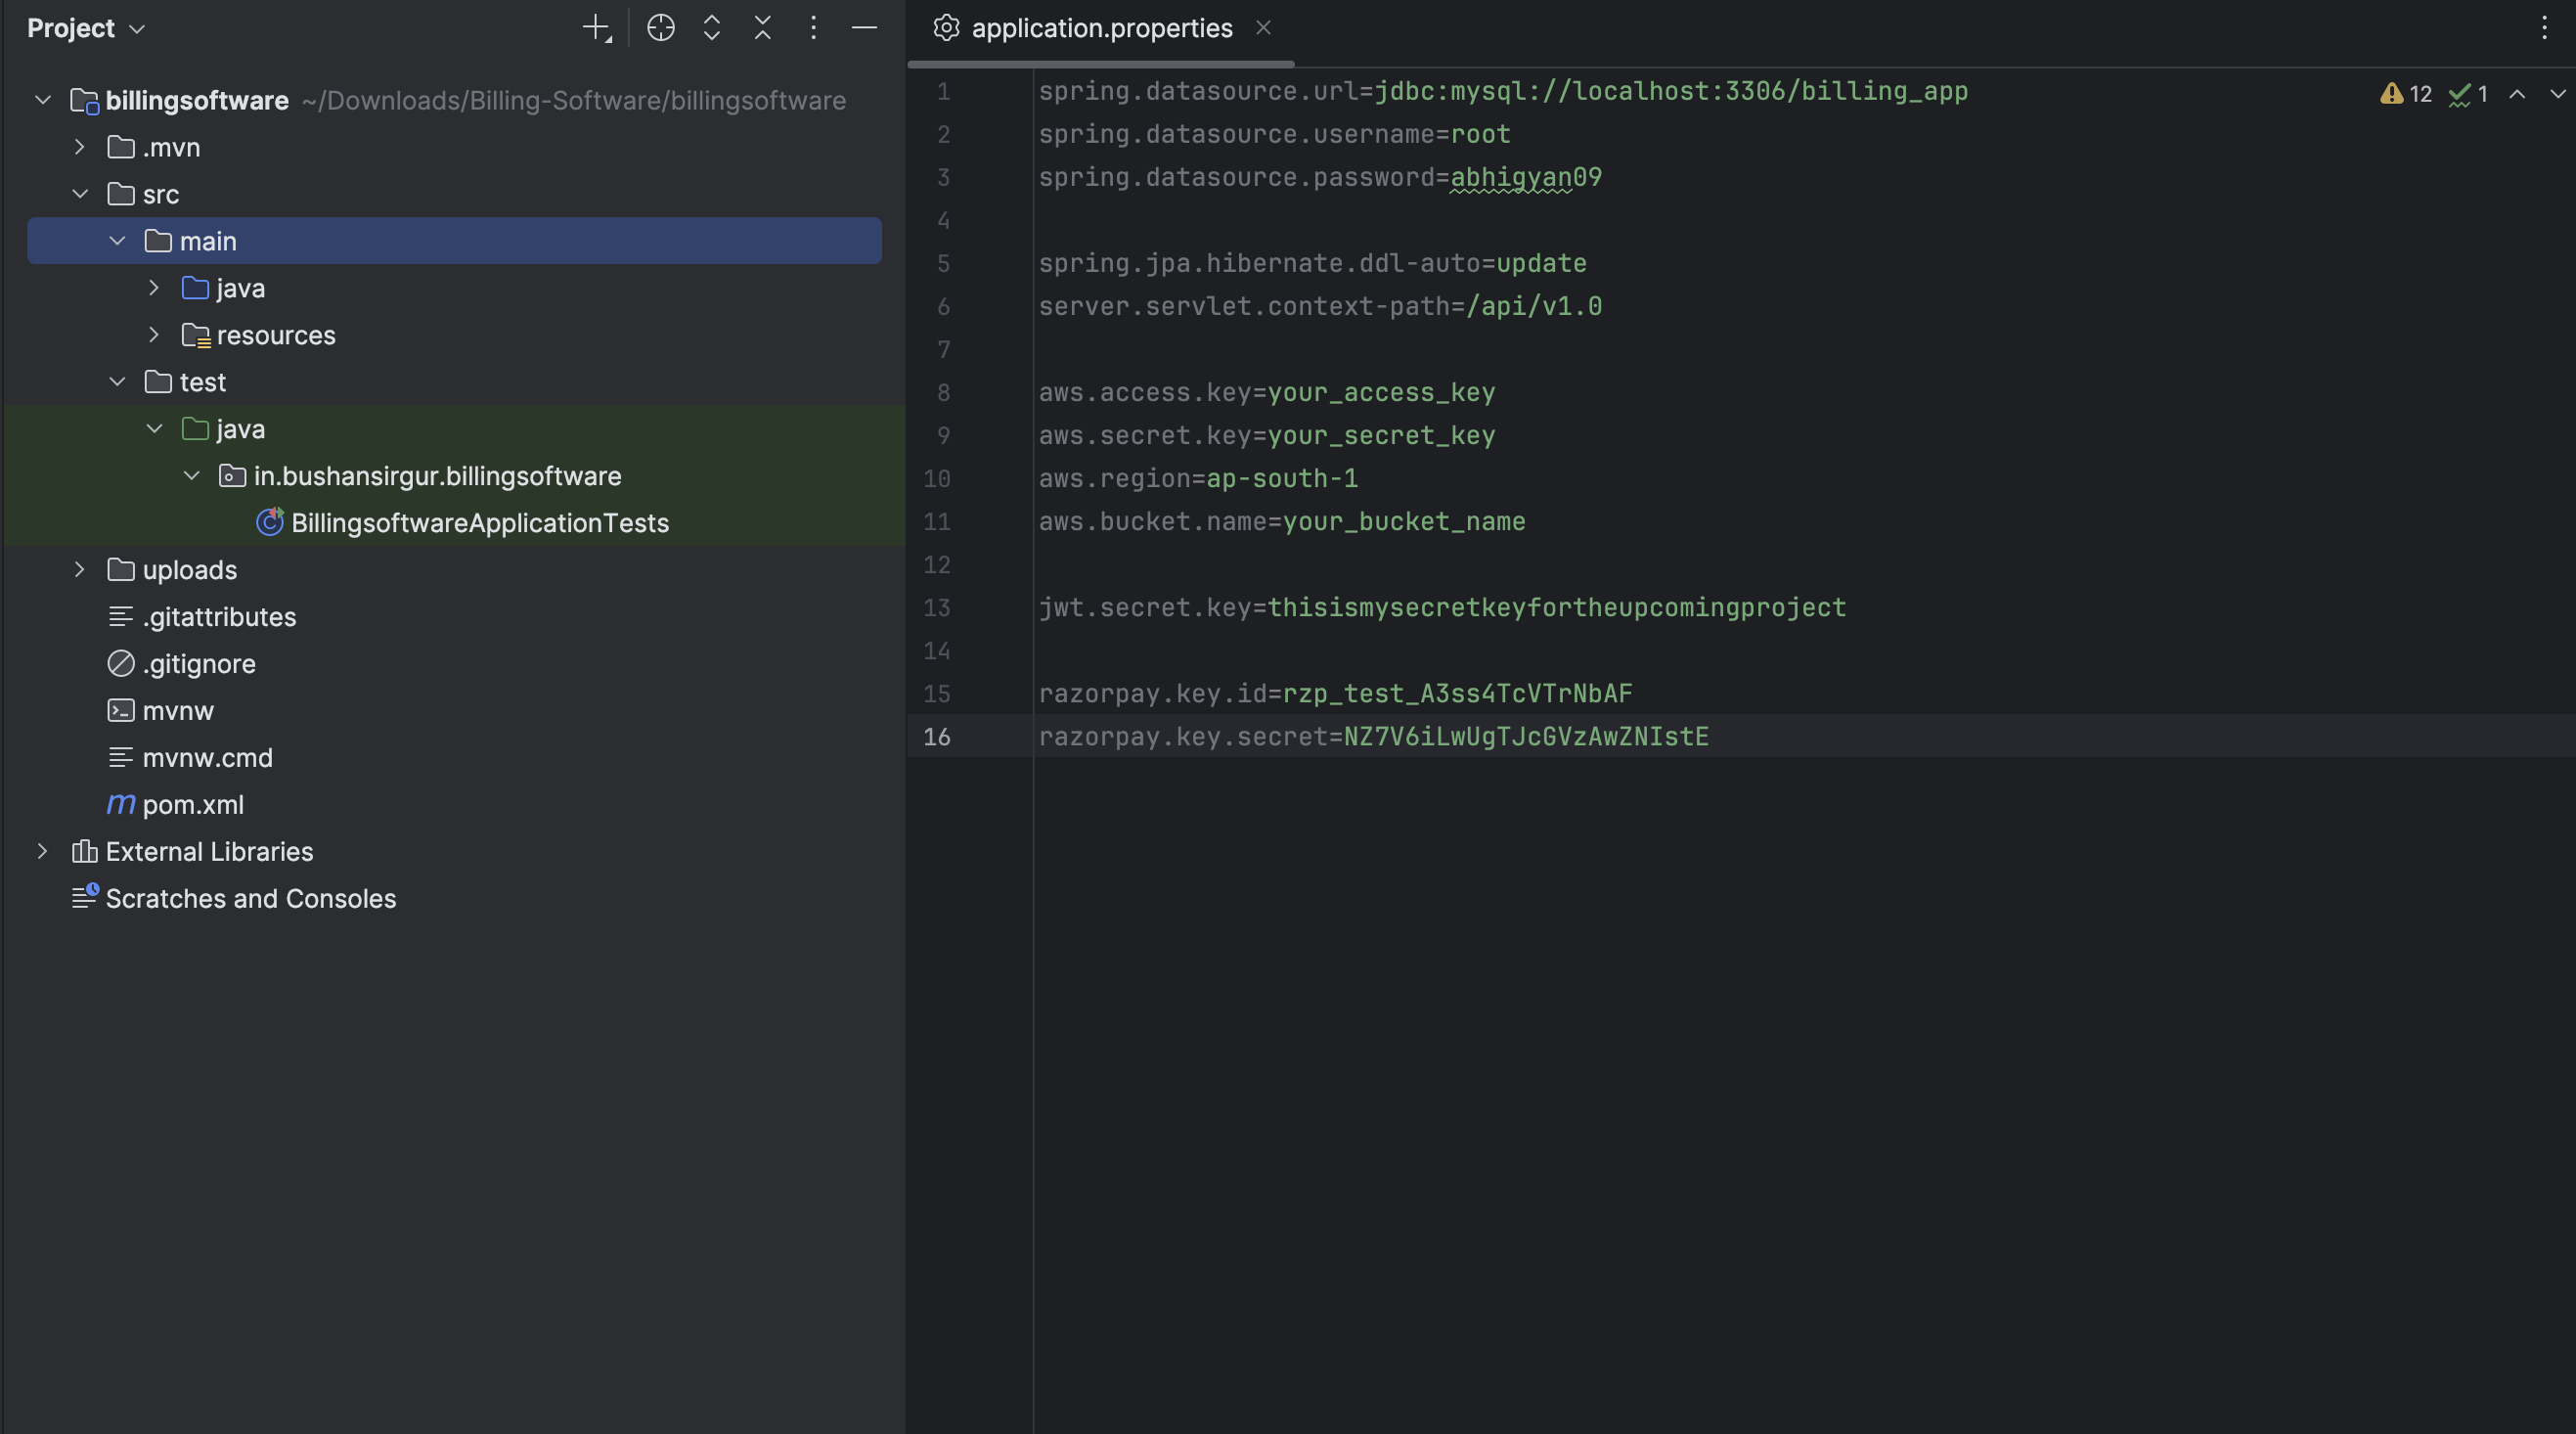 Project
billingsoftware ~/Downloads/Billing-Software/billingsoftware
.mvn
src
main
java
resources
test
java
in.bushansirgur.billingsoftware
BillingsoftwareApplicationTests
uploads
.gitattributes
.gitignore
mvnw
mvnw.cmd
m pom.xml
External Libraries
Scratches and Consoles
application.properties
12 1
1 spring.datasource.url=jdbc:mysql://localhost:3306/billing_app
2 spring.datasource.username=root
3 spring.datasource.password=abhigyan09
4
5 spring.jpa.hibernate.ddl-auto=update
6 server.servlet.context-path=/api/v1.0
7
8 aws.access.key=your_access_key
9 aws.secret.key=your_secret_key
10 aws.region=ap-south-1
11 aws.bucket.name=your_bucket_name
12
13 jwt.secret.key=thisismysecretkeyfortheupcomingproject
14
15 razorpay.key.id=rzp_test_A3ss4TcVTrNbAF
16 razorpay.key.secret=NZ7V6iLwUgTJcGVzAwZNIstE